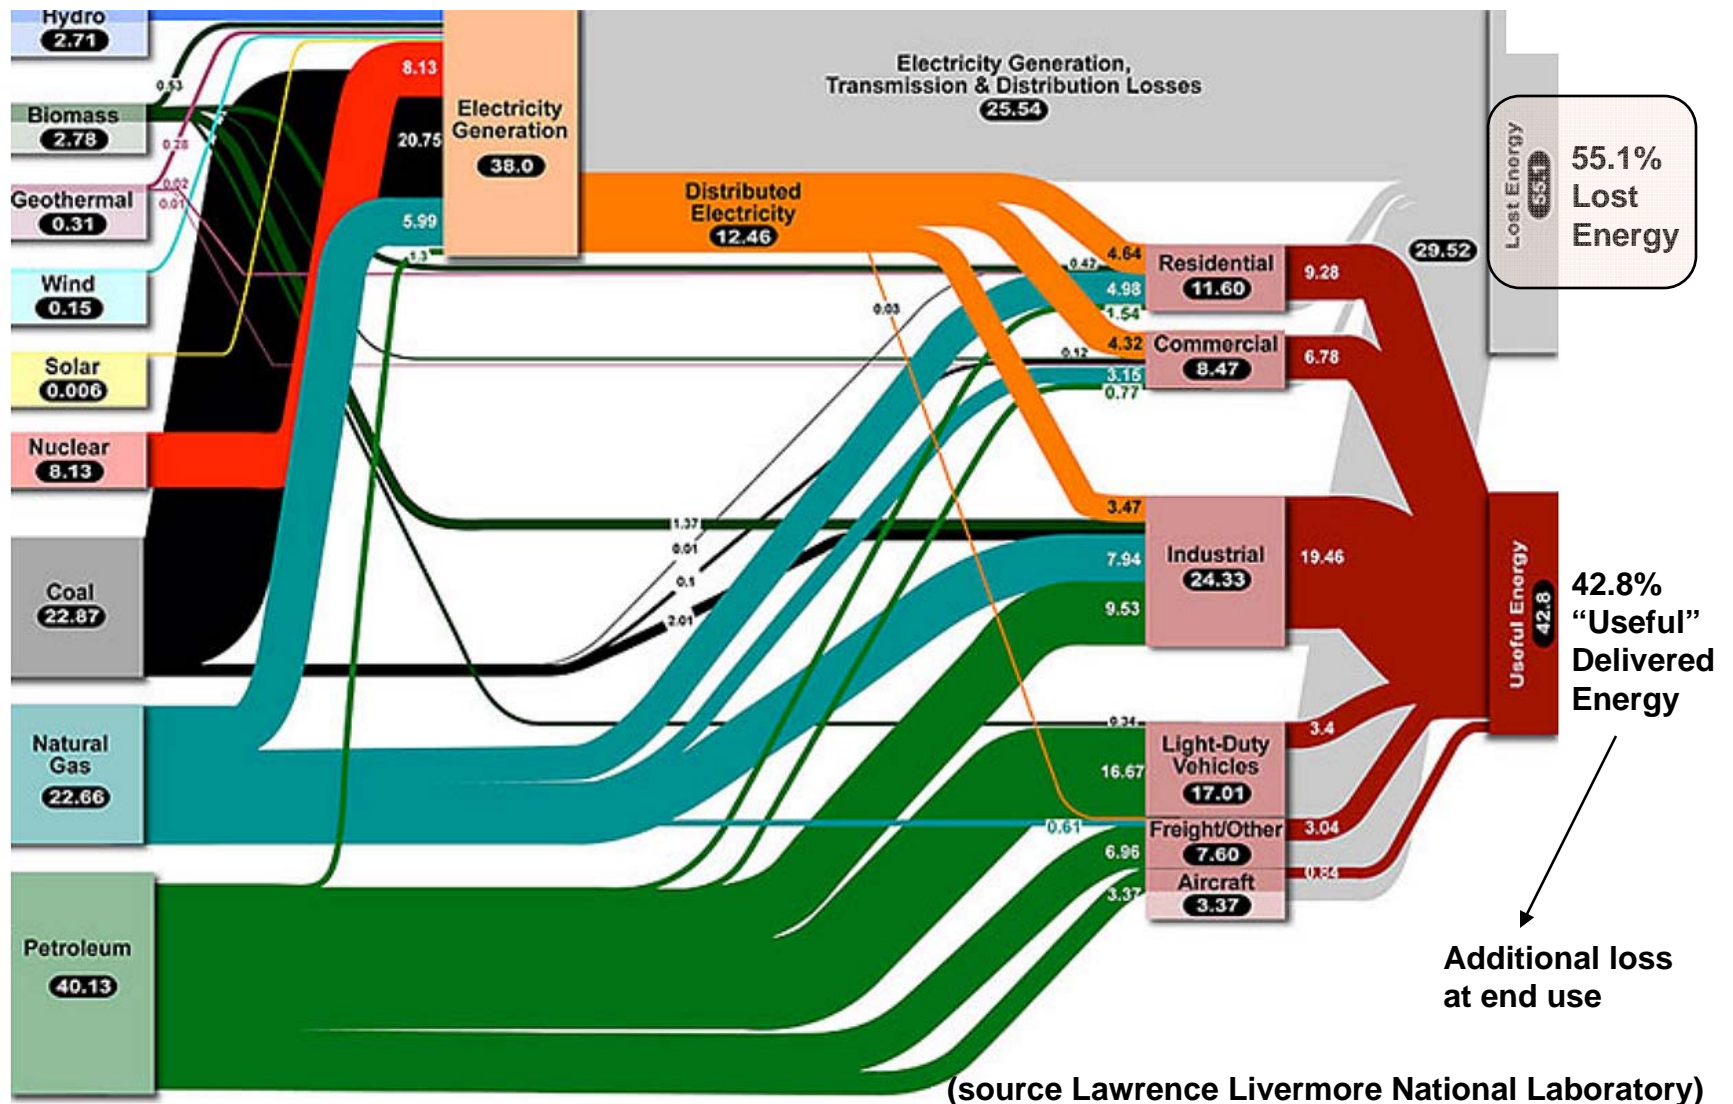 Hydro
2.71
Biomass
2.78
Geothermal
0.31
Wind
0.15
Solar
0.006
Nuclear
8.13
Coal
22.87
Natural
Gas
22.66
Petroleum
40.13
0.53
0.28
0.02
0.01
8.13
20.75
5.99
1.3
Electricity
Generation
38.0
Electricity Generation,
Transmission & Distribution Losses
25.54
Distributed
Electricity
12.46
0.03
1.37
0.01
0.1
2.01
0.61
4.64
0.42
4.98
1.54
4.32
0.12
3.15
0.77
3.47
7.94
9.53
0.34
16.67
6.96
3.37
Residential
11.60
Commercial
8.47
Industrial
24.33
Light-Duty
Vehicles
17.01
Freight/Other
7.60
Aircraft
3.37
9.28
6.78
19.46
3.4
3.04
0.84
29.52
Lost Energy
55.1%
Lost
Energy
Useful Energy
42.8
42.8%
“Useful”
Delivered
Energy
Additional loss
at end use
(source Lawrence Livermore National Laboratory)